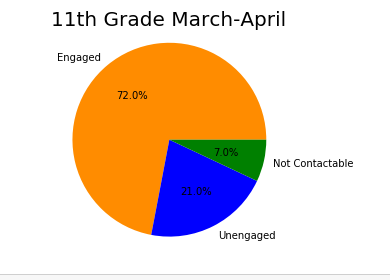 11th Grade March-April
Engaged
72.0%
7.0%
Not Contactable
21.0%
Unengaged